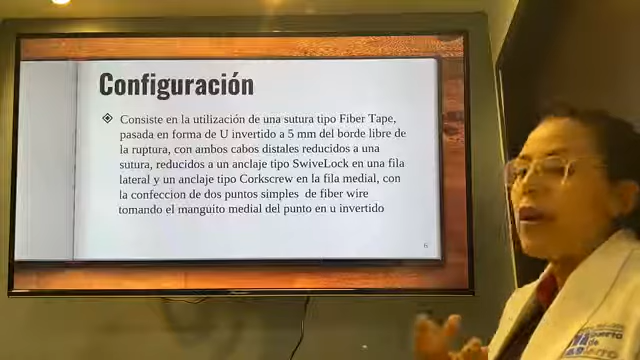 Configuración
Consiste en la utilización de una sutura tipo Fiber Tape,
pasada en forma de U invertido a 5 mm del borde libre de
la ruptura, con ambos cabos distales reducidos a una
sutura, reducidos a un anclaje tipo SwiveLock en una fila
lateral y un anclaje tipo Corkscrew en la fila medial, con
la confeccion de dos puntos simples de fiber wire
tomando el manguito medial del punto en u invertido
6